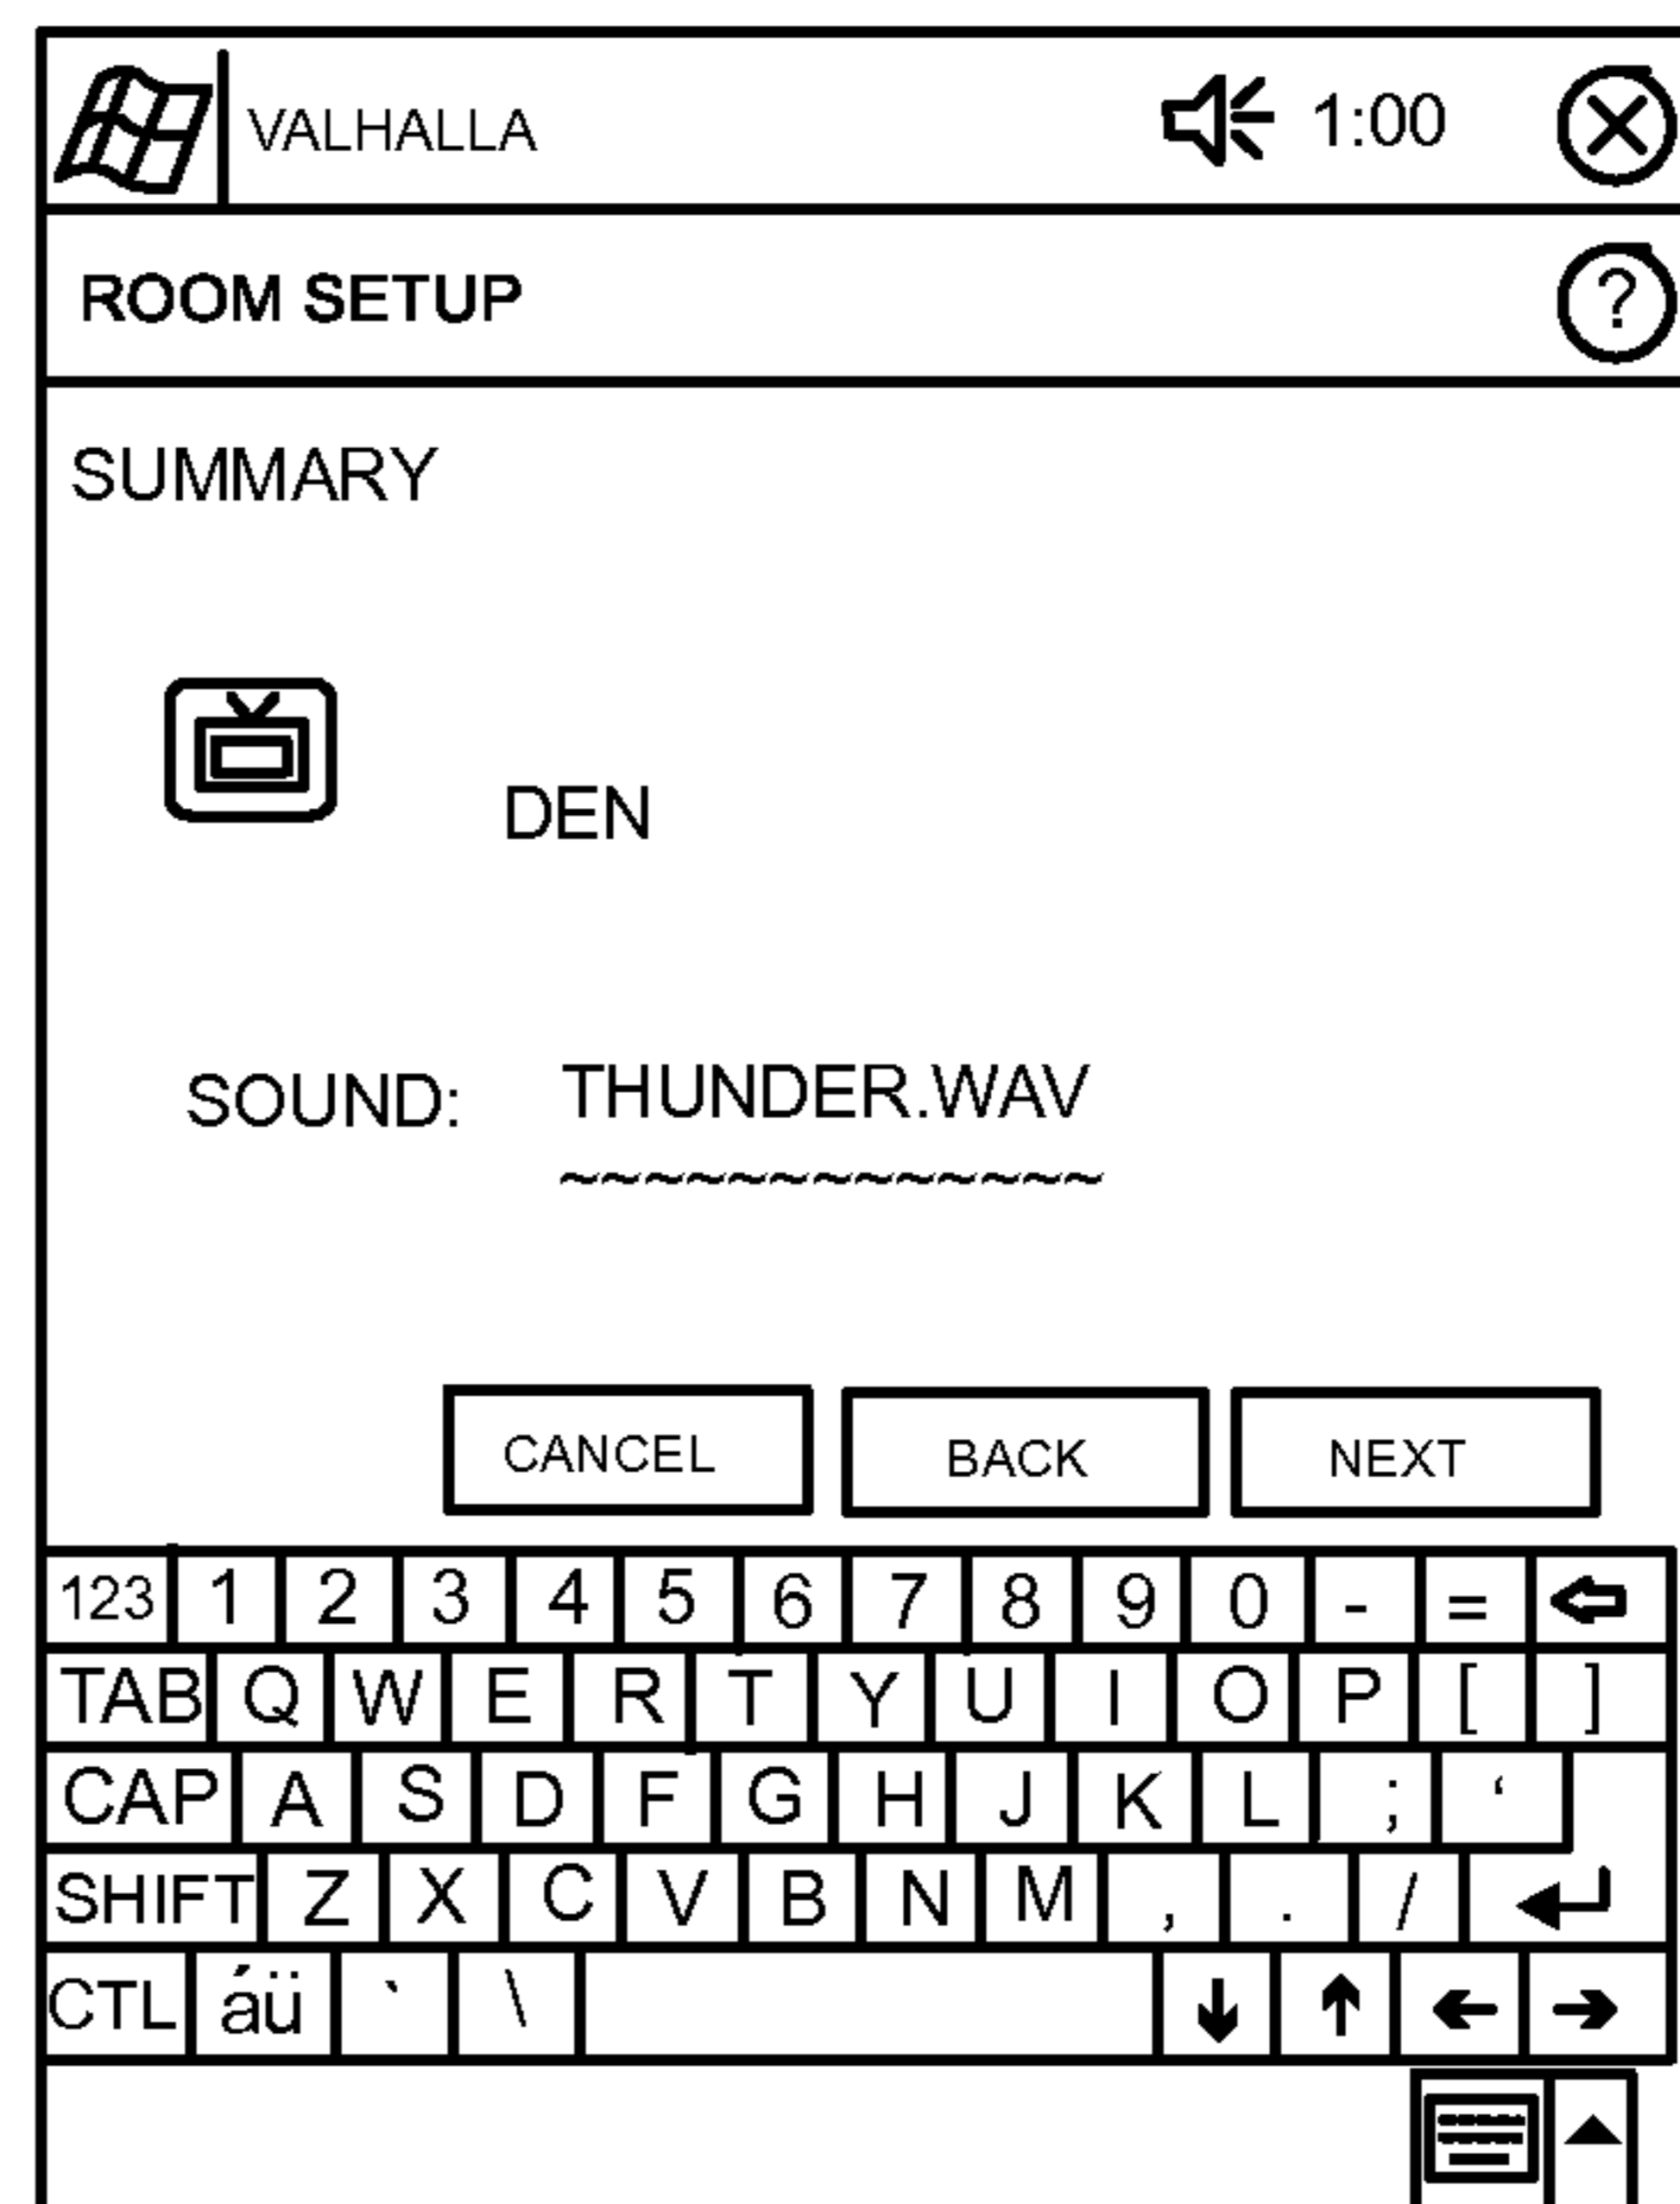 VALHALLA 1:00
ROOM SETUP ?
SUMMARY
DEN
SOUND: THUNDER.WAV
~~~~~~~~~~~~~
CANCEL BACK NEXT
123 1 2 3 4 5 6 7 8 9 0 - =
TAB Q W E R T Y U I O P [ ]
CAP A S D F G H J K L ; ‘
SHIFT Z X C V B N M , . /
CTL áü ` \